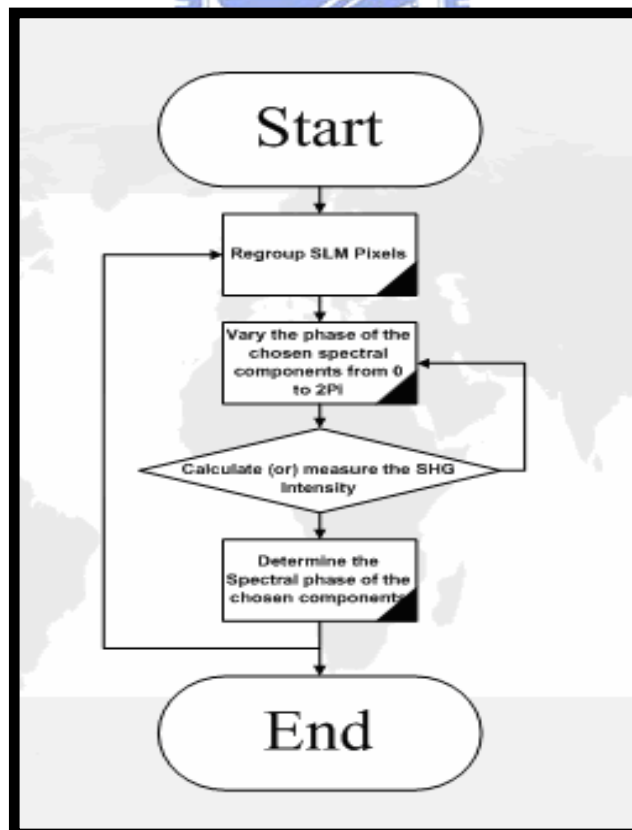 Start
Regroup SLM Pixels
Vary the phase of the
chosen spectral
components from 0
to 2Pi
Calculate (or) measure the SHG
Intensity
Determine the
Spectral phase of the
chosen components
End